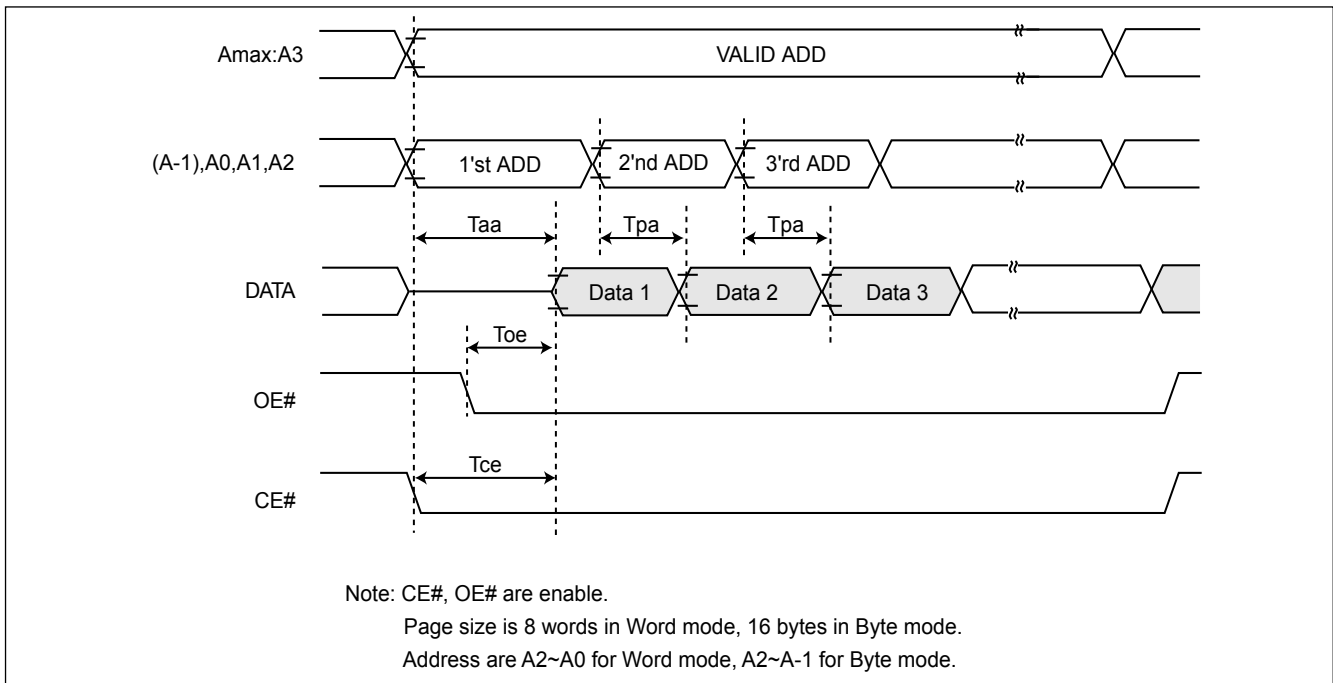 Amax:A3
VALID ADD
(A-1),A0,A1,A2
1'st ADD
2'nd ADD
3'rd ADD
Taa
Tpa
Tpa
DATA
Data 1
Data 2
Data 3
Toe
OE#
Tce
CE#
Note: CE#, OE# are enable.
Page size is 8 words in Word mode, 16 bytes in Byte mode.
Address are A2~A0 for Word mode, A2~A-1 for Byte mode.